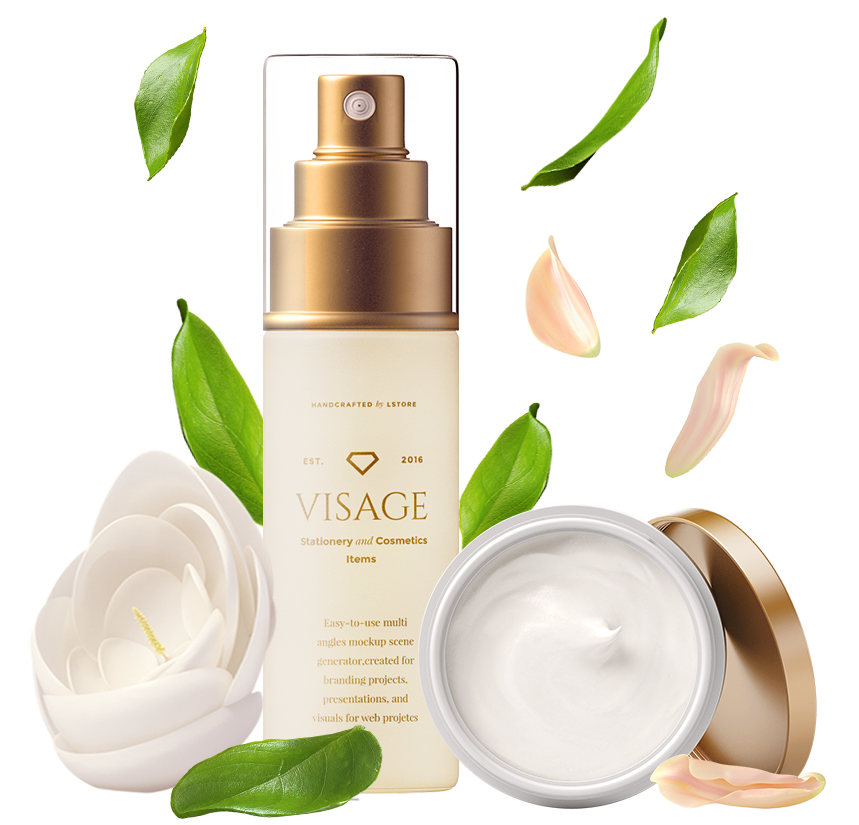 HANDCRAFTED by LSTORE
EST. 2016
VISAGE
Stationery and Cosmetics
Items
Easy-to-use multi
angles mockup scene
generator,created for
branding projects,
presentations, and
visuals for web projetcs